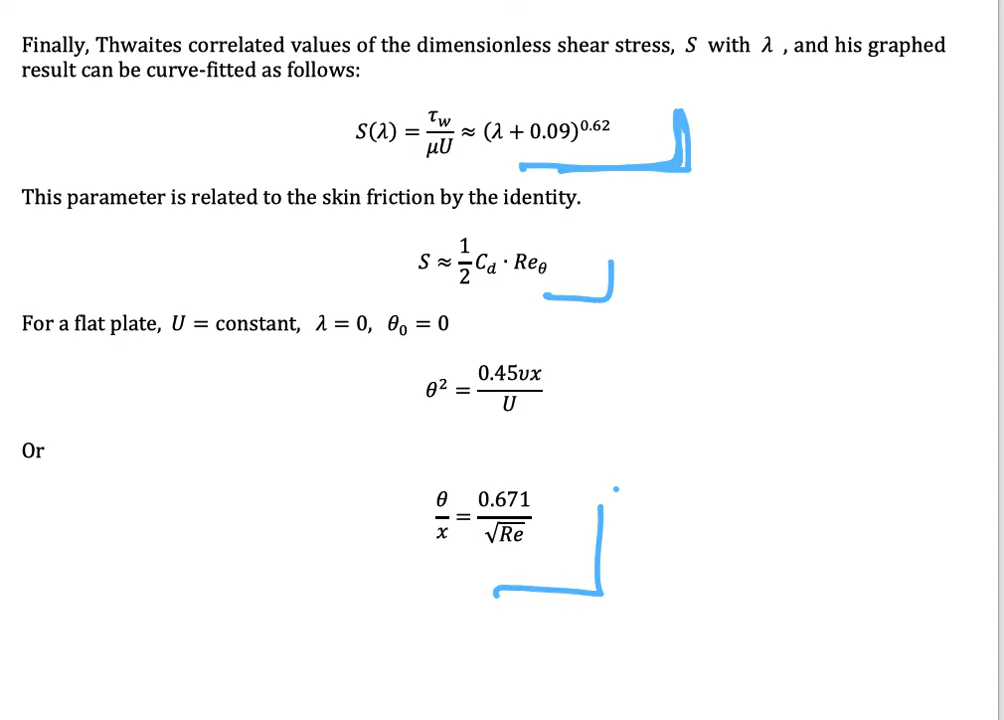 Finally, Thwaites correlated values of the dimensionless shear stress, S with λ , and his graphed
result can be curve-fitted as follows:
S(λ) = τw/μU ≈ (λ + 0.09)^0.62
This parameter is related to the skin friction by the identity.
S ≈ 1/2 Cd · Reθ
For a flat plate, U = constant, λ = 0, θ0 = 0
θ² = 0.45υx/U
Or
θ/x = 0.671/√Re